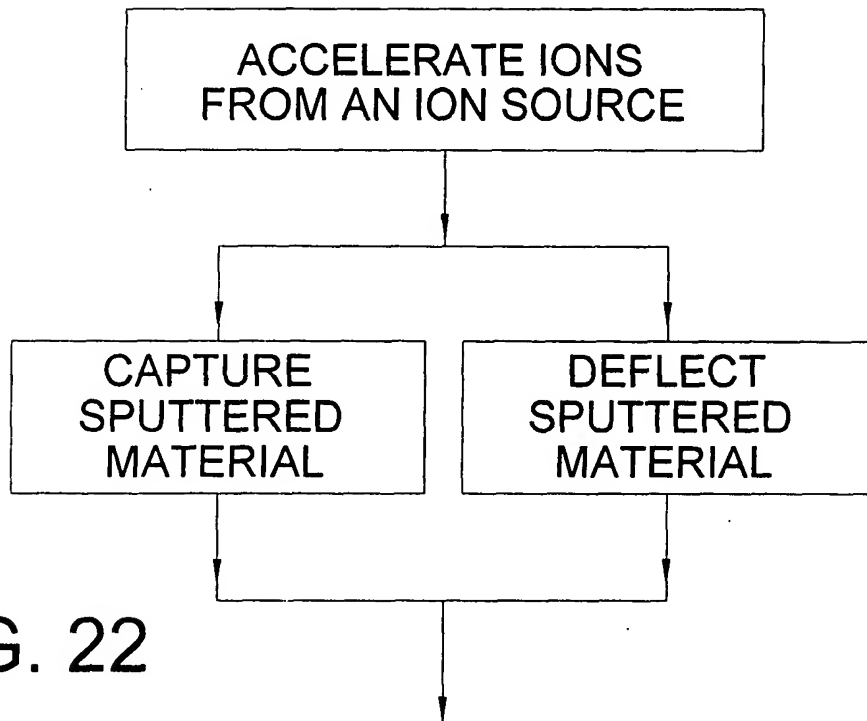 ACCELERATE IONS
FROM AN ION SOURCE
CAPTURE
SPUTTERED
MATERIAL
DEFLECT
SPUTTERED
MATERIAL
G. 22